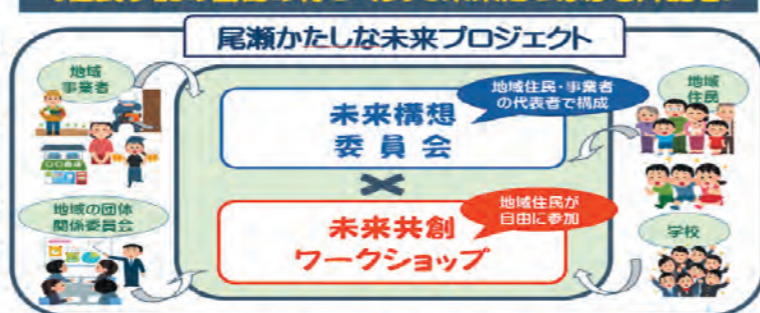 尾瀬かたしな未来プロジェクト
地域
事業者
未来構想
委員会
地域住民・事業者
の代表者で構成
地域
住民
×
地域の団体
関係委員会
未来共創
ワークショップ
地域住民が
自由に参加
学校